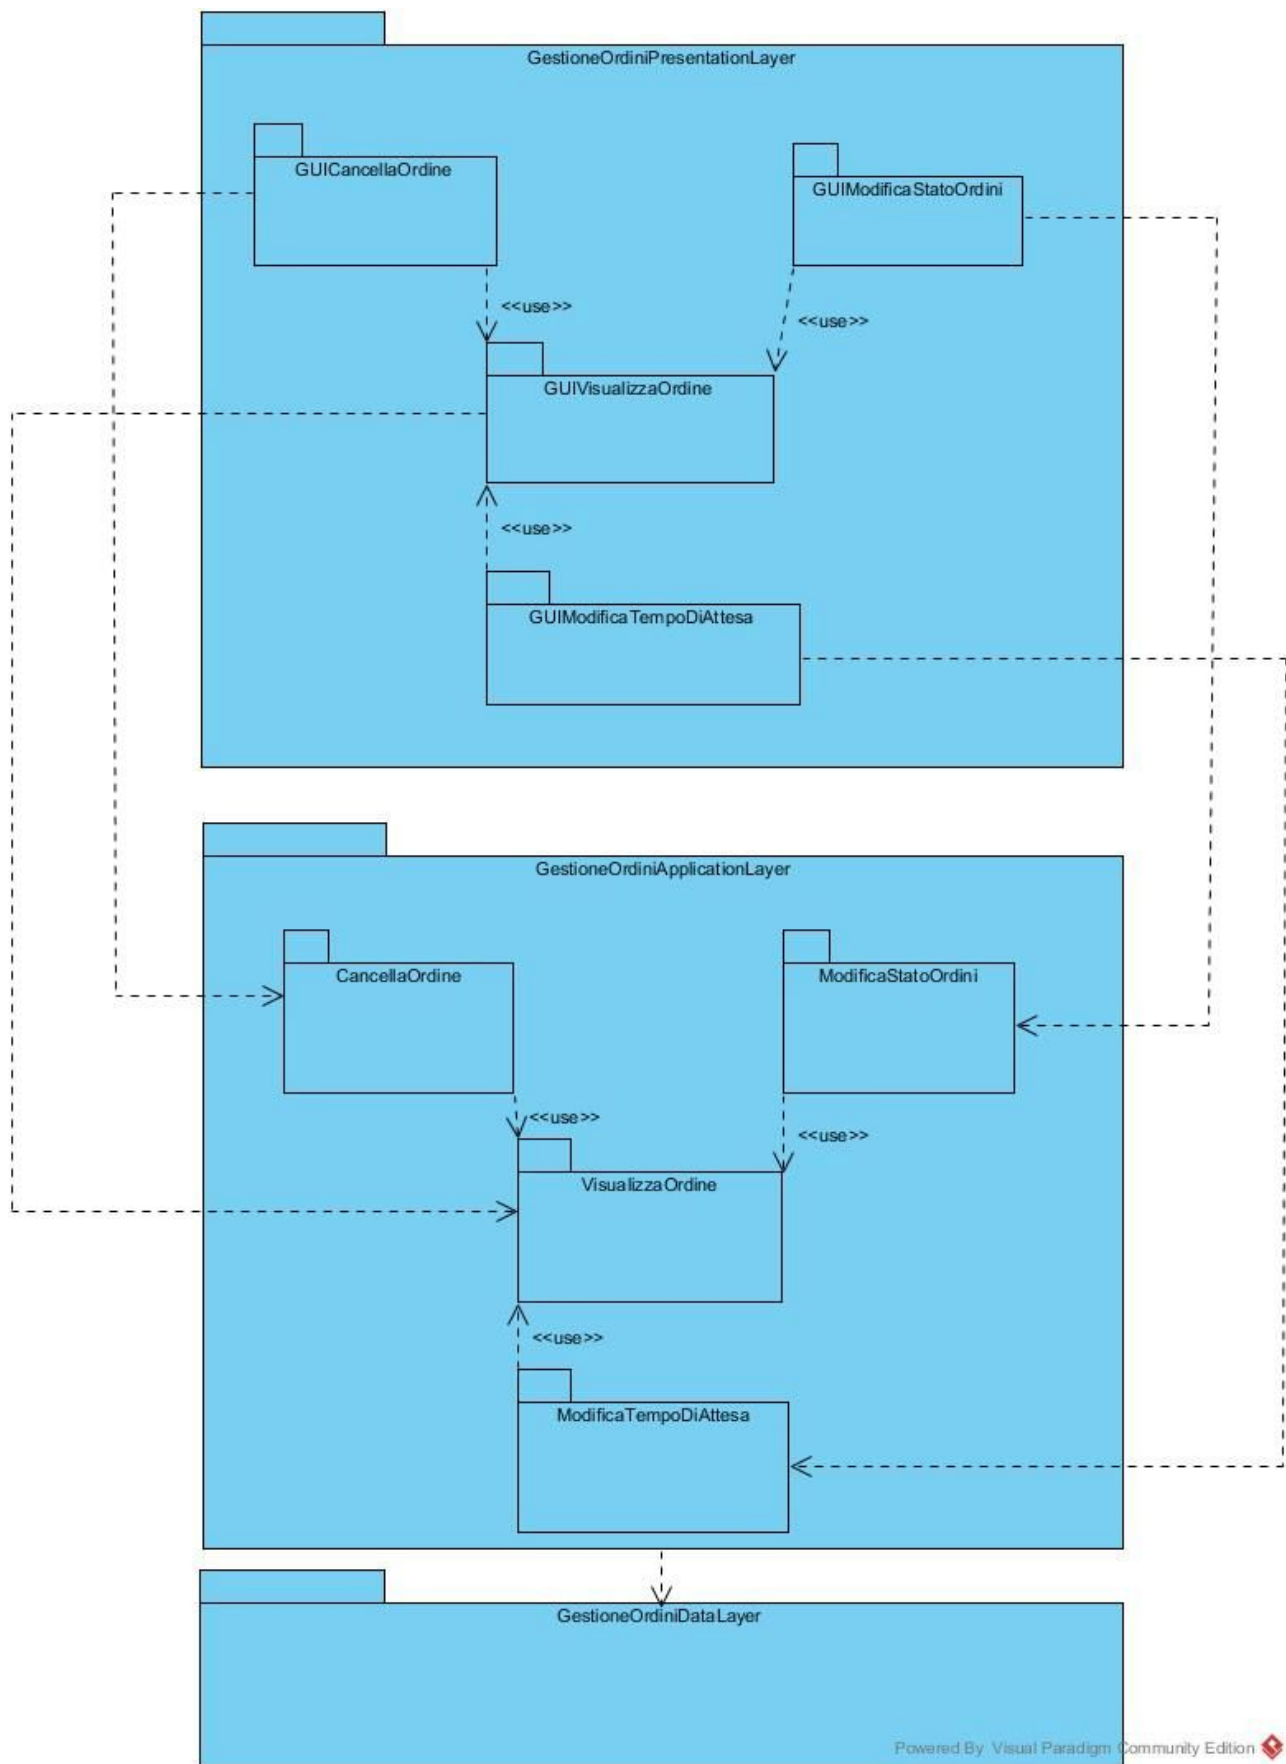 GestioneOrdiniPresentationLayer
GUICancellaOrdine
GUIModificaStatoOrdini
<<use>>
<<use>>
GUIVisualizzaOrdine
<<use>>
GUIModificaTempoDiAttesa
GestioneOrdiniApplicationLayer
CancellaOrdine
ModificaStatoOrdini
<<use>>
<<use>>
VisualizzaOrdine
<<use>>
ModificaTempoDiAttesa
GestioneOrdiniDataLayer
Powered By Visual Paradigm Community Edition